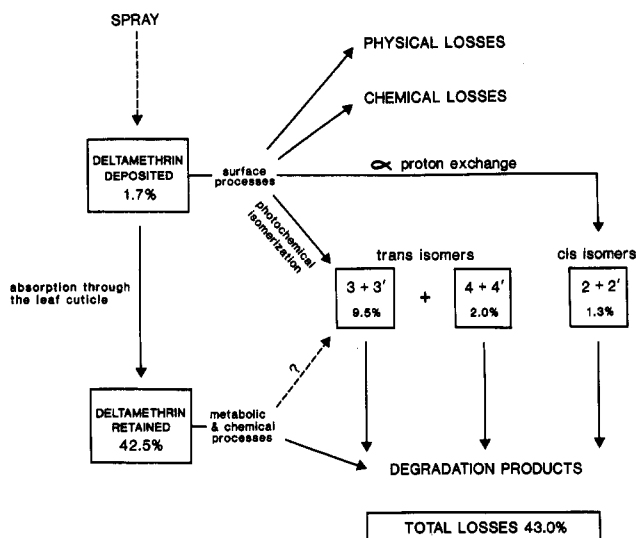 SPRAY
PHYSICAL LOSSES
CHEMICAL LOSSES
DELTAMETHRIN
DEPOSITED
1.7%
surface
processes
∝ proton exchange
photochemical
isomerization
trans isomers
cis isomers
3 + 3′
9.5%
+
4 + 4′
2.0%
2 + 2′
1.3%
absorption through
the leaf cuticle
?
DELTAMETHRIN
RETAINED
42.5%
metabolic
& chemical
processes
DEGRADATION PRODUCTS
TOTAL LOSSES 43.0%